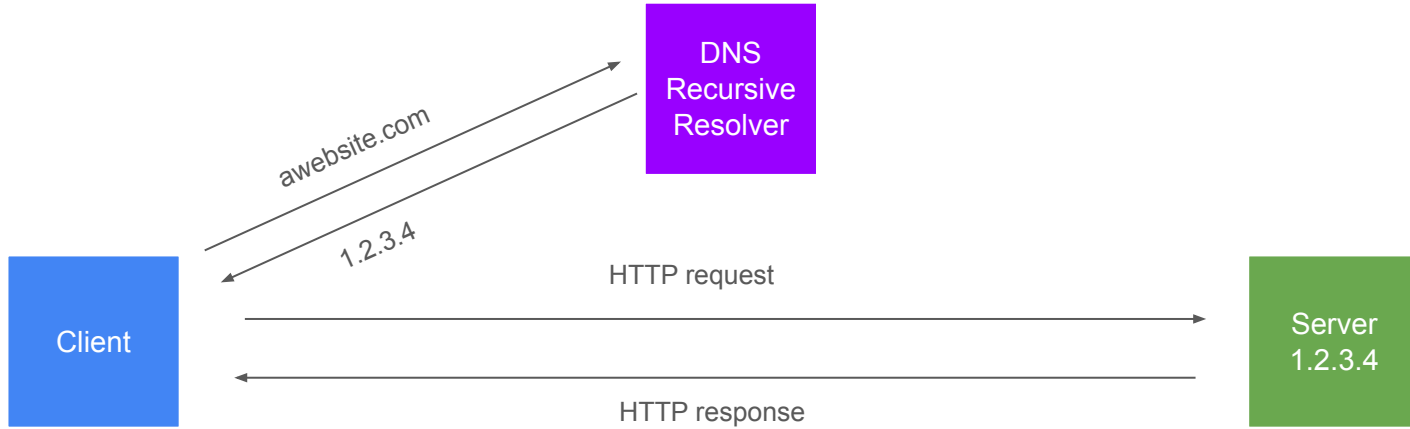 DNS
Recursive
Resolver
awebsite.com
1.2.3.4
HTTP request
Client
Server
1.2.3.4
HTTP response